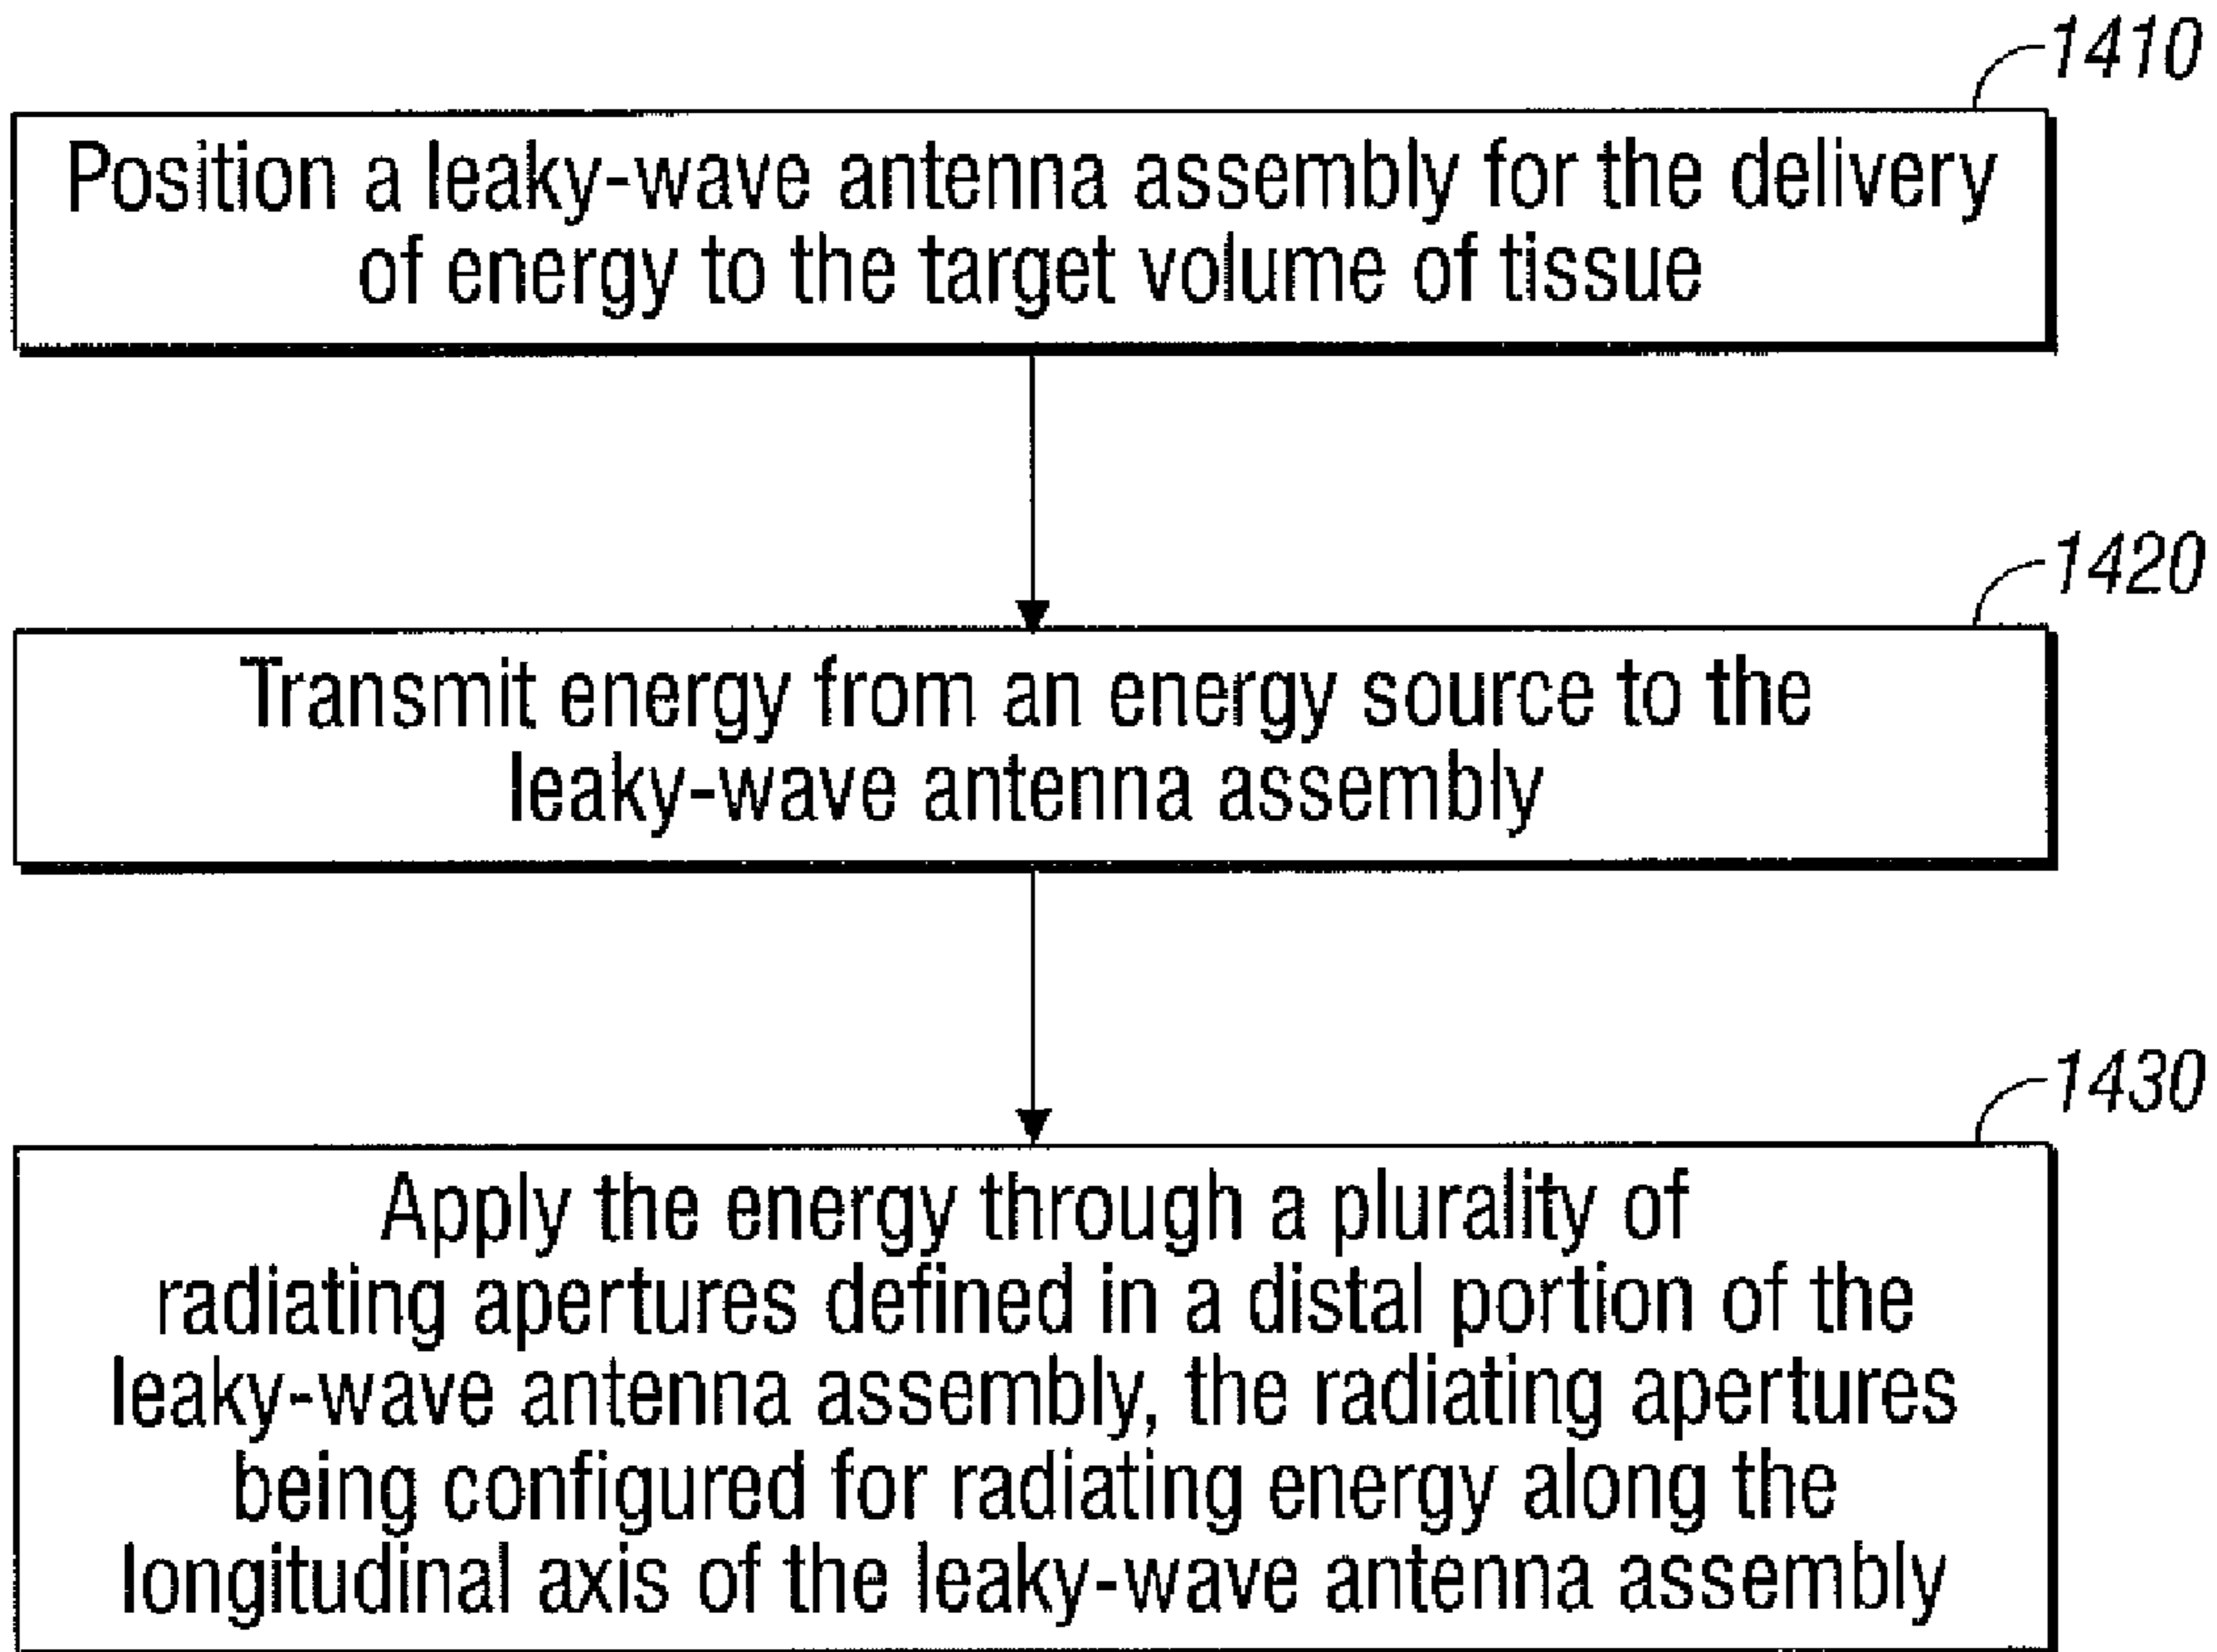 1410
Position a leaky-wave antenna assembly for the delivery
of energy to the target volume of tissue
1420
Transmit energy from an energy source to the
leaky-wave antenna assembly
1430
Apply the energy through a plurality of
radiating apertures defined in a distal portion of the
leaky-wave antenna assembly, the radiating apertures
being configured for radiating energy along the
longitudinal axis of the leaky-wave antenna assembly